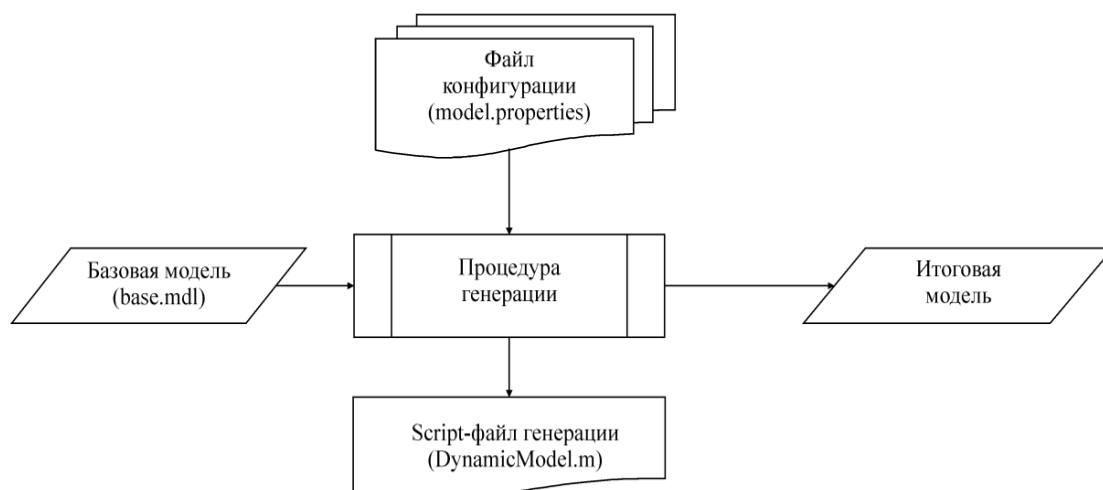 Файл
конфигурации
(model.properties)
Базовая модель
(base.mdl)
Процедура
генерации
Итоговая
модель
Script-файл генерации
(DynamicModel.m)